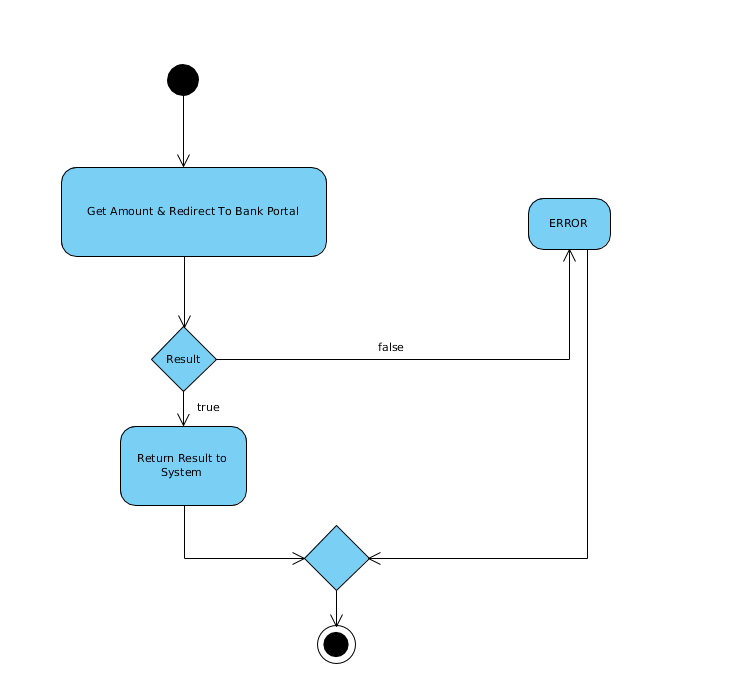 Get Amount & Redirect To Bank Portal
ERROR
false
Result
true
Return Result to
System